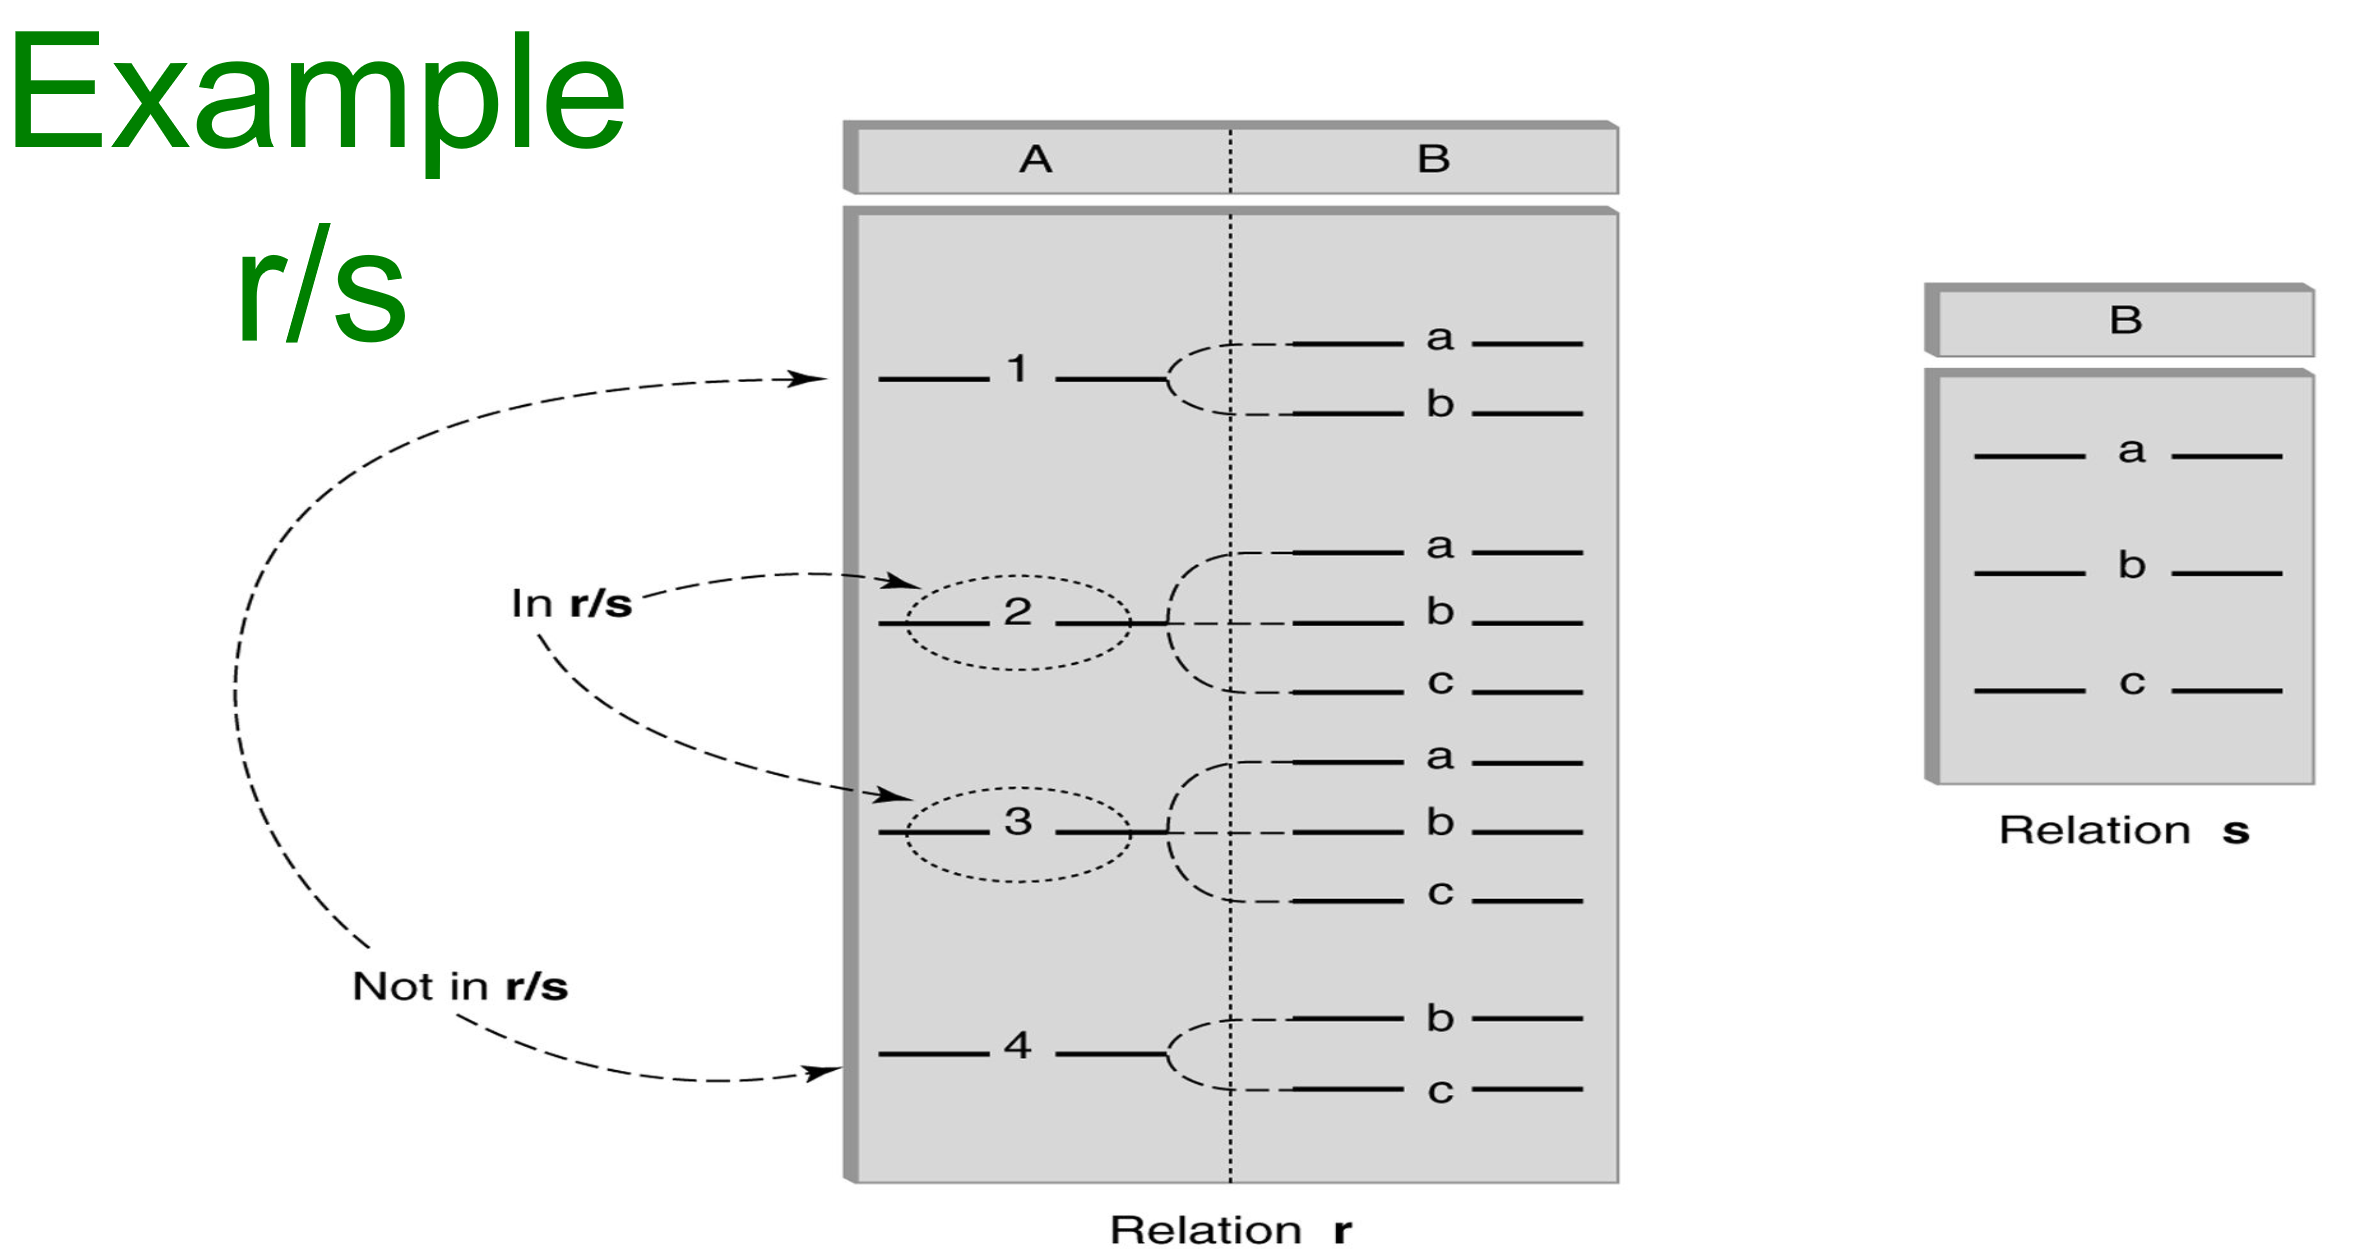 Example
r/s
A B
1 a
b
a
In r/s 2 b
c
a
3 b
c
Not in r/s
4 b
c
Relation r
B
a
b
c
Relation s